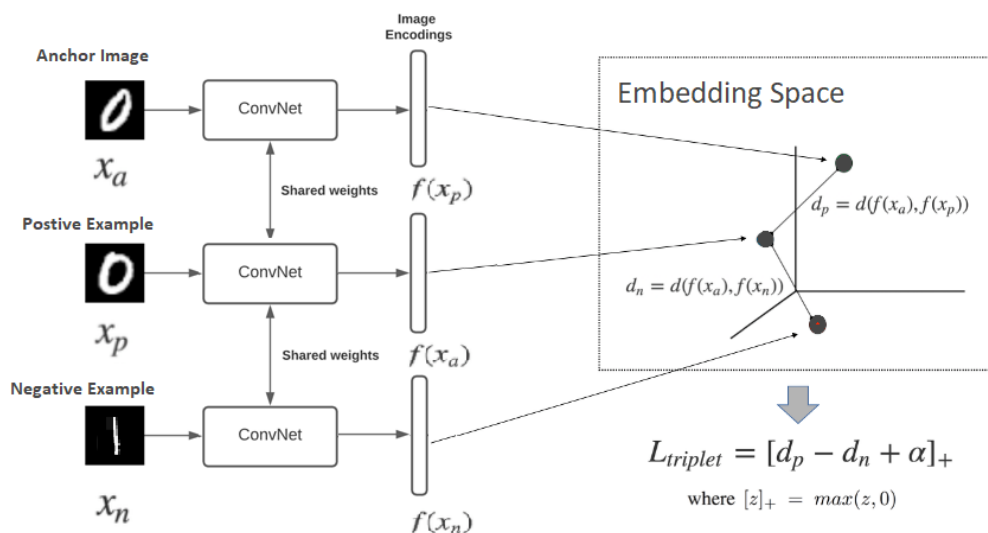 Image
Encodings
Anchor Image
ConvNet
x_a
f(x_p)
Shared weights
Postive Example
ConvNet
x_p
f(x_a)
Shared weights
Negative Example
ConvNet
x_n
f(x_n)
Embedding Space
d_p = d(f(x_a), f(x_p))
d_n = d(f(x_a), f(x_n))
L_triplet = [d_p − d_n + α]_+
where [z]_+ = max(z, 0)